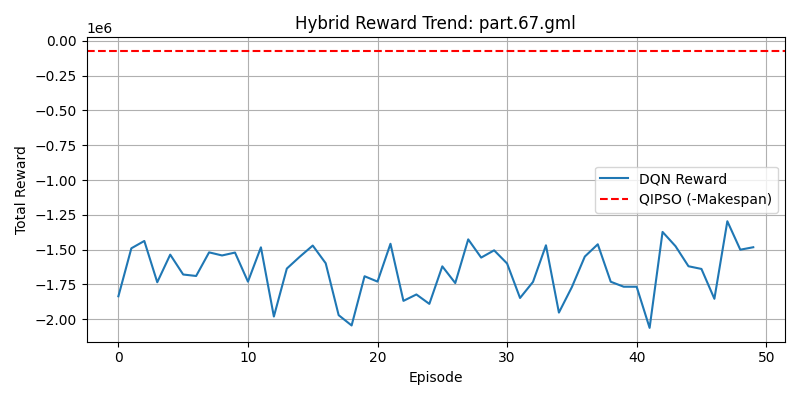 Hybrid Reward Trend: part.67.gml
1e6
0.00
−0.25
−0.50
−0.75
−1.00
−1.25
−1.50
−1.75
−2.00
Total Reward
DQN Reward
QIPSO (-Makespan)
0 10 20 30 40 50
Episode